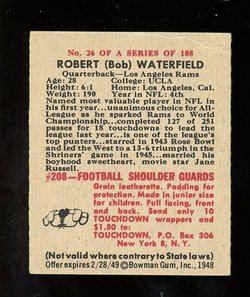 No. 26 OF A SERIES OF 108
ROBERT (Bob) WATERFIELD
Quarterback—Los Angeles Rams
Age: 28 College: UCLA
Height: 6:1 Home: Los Angeles, Cal.
Weight: 190 Year in NFL: 4th
Named most valuable player in NFL in
his first year... unanimous choice for All-
League as he sparked Rams to World
Championship... completed 127 of 251
passes for 18 touchdowns to lead the
league last year... is one of the league's
top punters... starred in 1943 Rose Bowl
and led the West to a 13-6 triumph in the
Shriners' game in 1945... married his
boyhood sweetheart, movie star Jane
Russell.
#208—FOOTBALL SHOULDER GUARDS
Grain leatherette. Padding for
protection. Made in junior size
for children. Full lacing, front
and back. Send only 10
TOUCHDOWN wrappers and
$1.50 to:
TOUCHDOWN, P.O. BOX 306
New York 8, N. Y.
(Not valid where contrary to State laws)
Offer expires 2/28/49 ©Bowman Gum, Inc., 1948